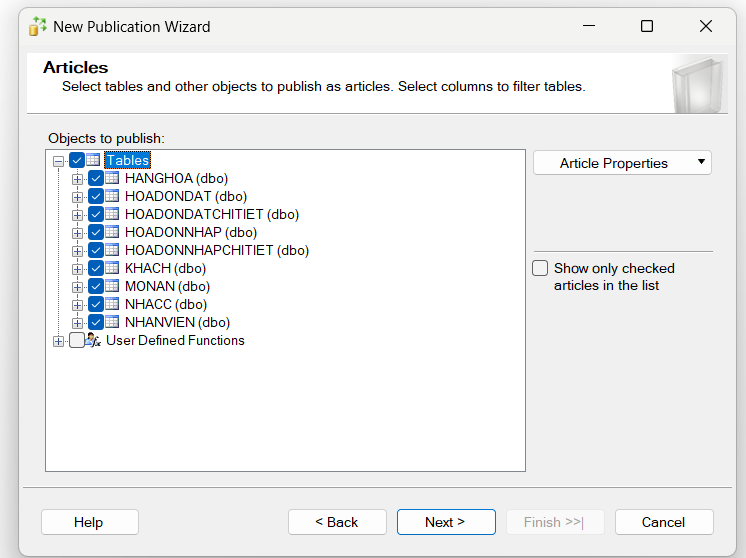 New Publication Wizard
Articles
Select tables and other objects to publish as articles. Select columns to filter tables.
Objects to publish:
Tables
HANGHOA (dbo)
HOADONDAT (dbo)
HOADONDATCHITIET (dbo)
HOADONNHAP (dbo)
HOADONNHAPCHITIET (dbo)
KHACH (dbo)
MONAN (dbo)
NHACC (dbo)
NHANVIEN (dbo)
User Defined Functions
Article Properties
Show only checked
articles in the list
Help
< Back
Next >
Finish >>|
Cancel